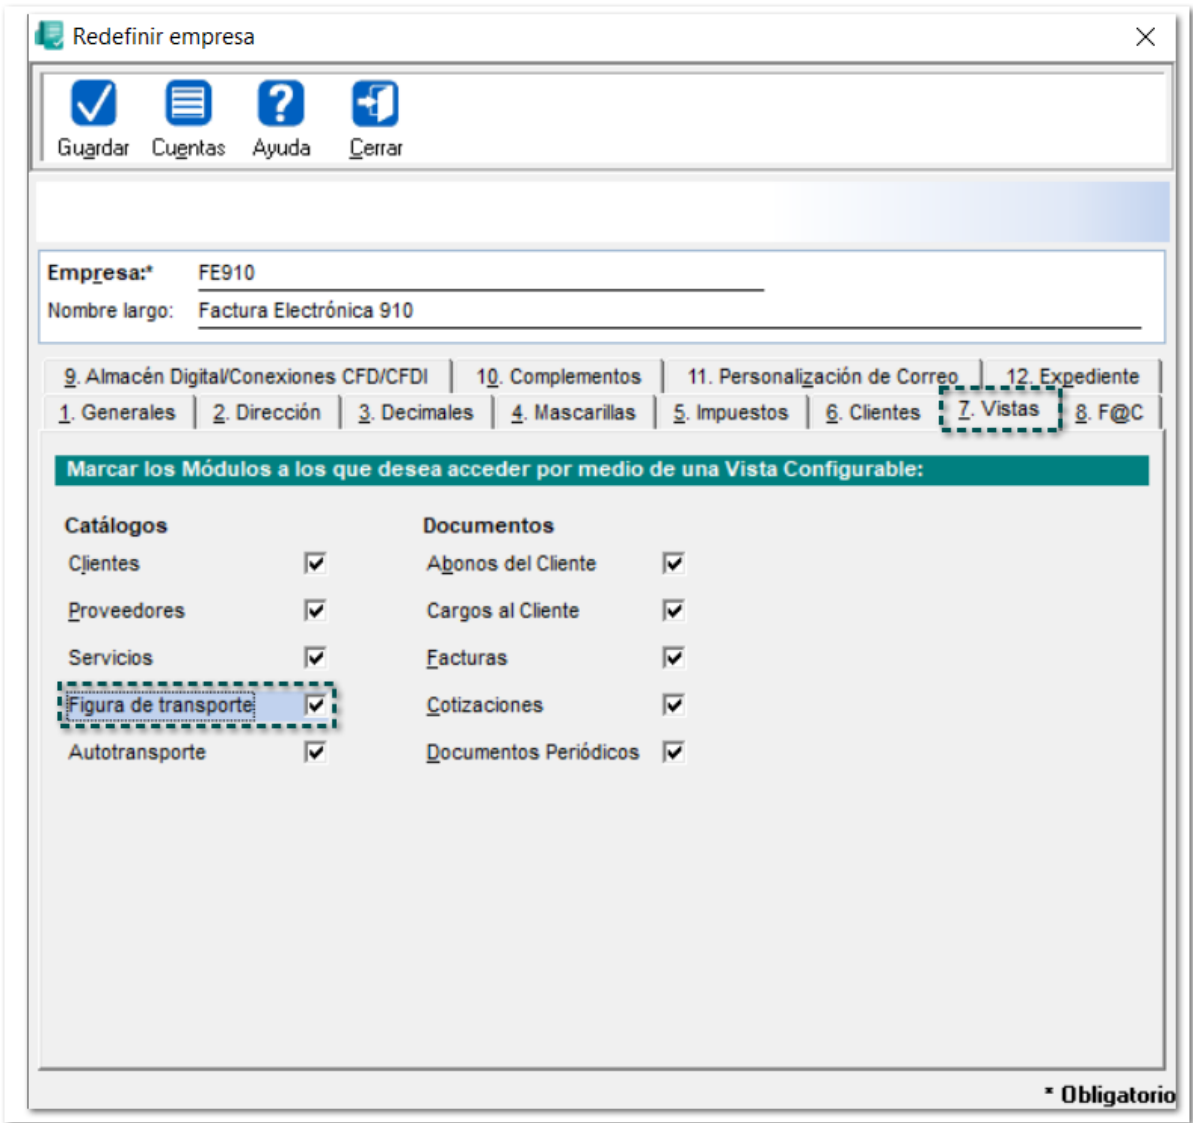 Redefinir empresa
Guardar Cuentas Ayuda Cerrar
Empresa:* FE910
Nombre largo: Factura Electrónica 910
9. Almacén Digital/Conexiones CFD/CFDI 10. Complementos 11. Personalización de Correo 12. Expediente
1. Generales 2. Dirección 3. Decimales 4. Mascarillas 5. Impuestos 6. Clientes 7. Vistas 8. F@C
Marcar los Módulos a los que desea acceder por medio de una Vista Configurable:
Catálogos Documentos
Clientes Abonos del Cliente
Proveedores Cargos al Cliente
Servicios Facturas
Figura de transporte Cotizaciones
Autotransporte Documentos Periódicos
* Obligatorio